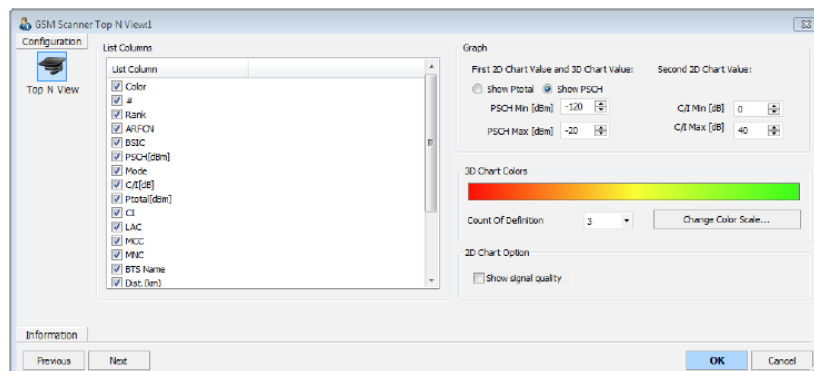 GSM Scanner Top N View:1
Configuration
Top N View
List Columns
List Column
Color
#
Rank
ARFCN
BSIC
PSCH[dBm]
Mode
C/I[dB]
Ptotal[dBm]
CI
LAC
MCC
MNC
BTS Name
Dist.(km)
Graph
First 2D Chart Value and 3D Chart Value:
Show Ptotal Show PSCH
PSCH Min [dBm] -120
PSCH Max [dBm] -20
Second 2D Chart Value:
C/I Min [dB] 0
C/I Max [dB] 40
3D Chart Colors
Count Of Definition 3 Change Color Scale...
2D Chart Option
Show signal quality
Information
Previous Next OK Cancel